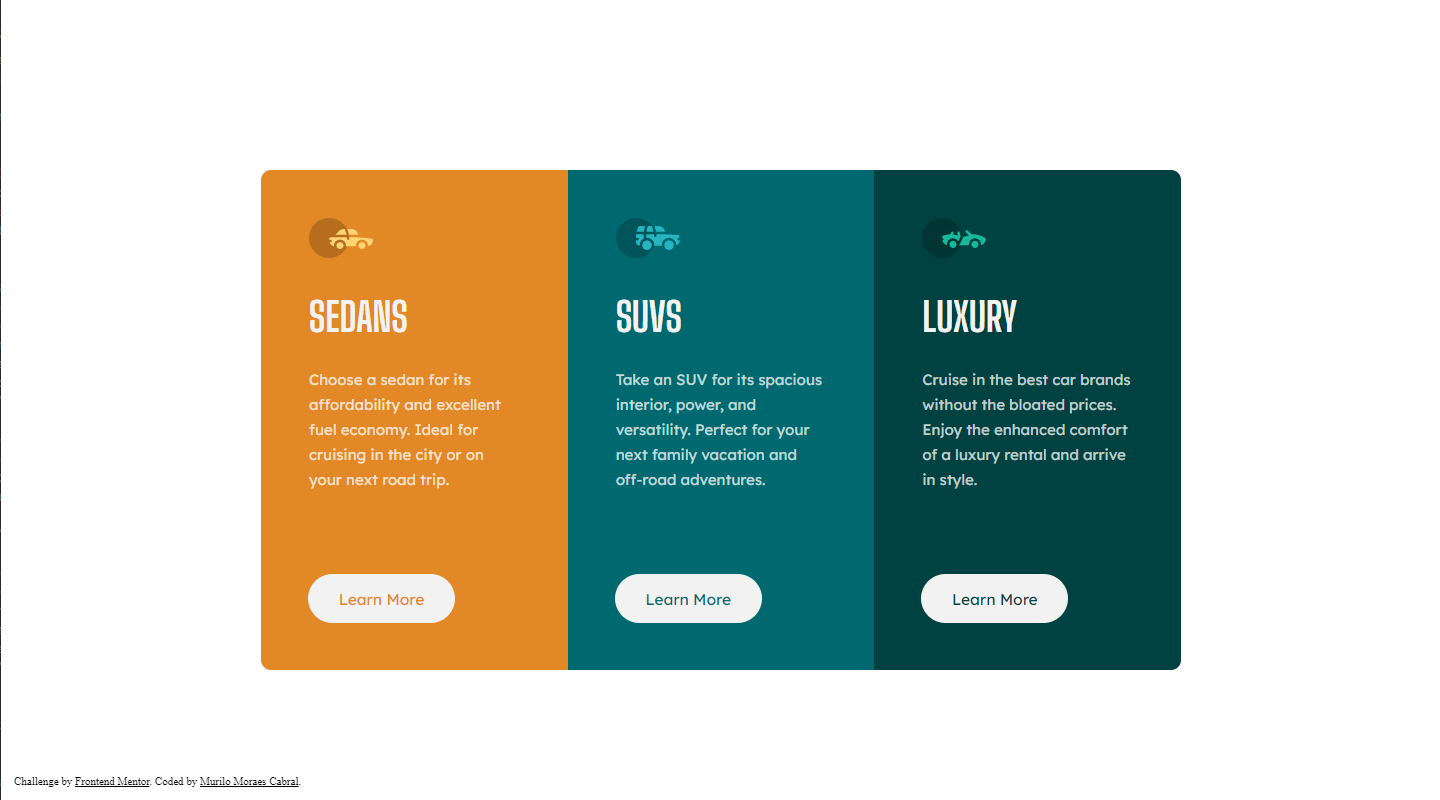 SEDANS
Choose a sedan for its
affordability and excellent
fuel economy. Ideal for
cruising in the city or on
your next road trip.
Learn More
SUVS
Take an SUV for its spacious
interior, power, and
versatility. Perfect for your
next family vacation and
off-road adventures.
Learn More
LUXURY
Cruise in the best car brands
without the bloated prices.
Enjoy the enhanced comfort
of a luxury rental and arrive
in style.
Learn More
Challenge by Frontend Mentor. Coded by Murilo Moraes Cabral.